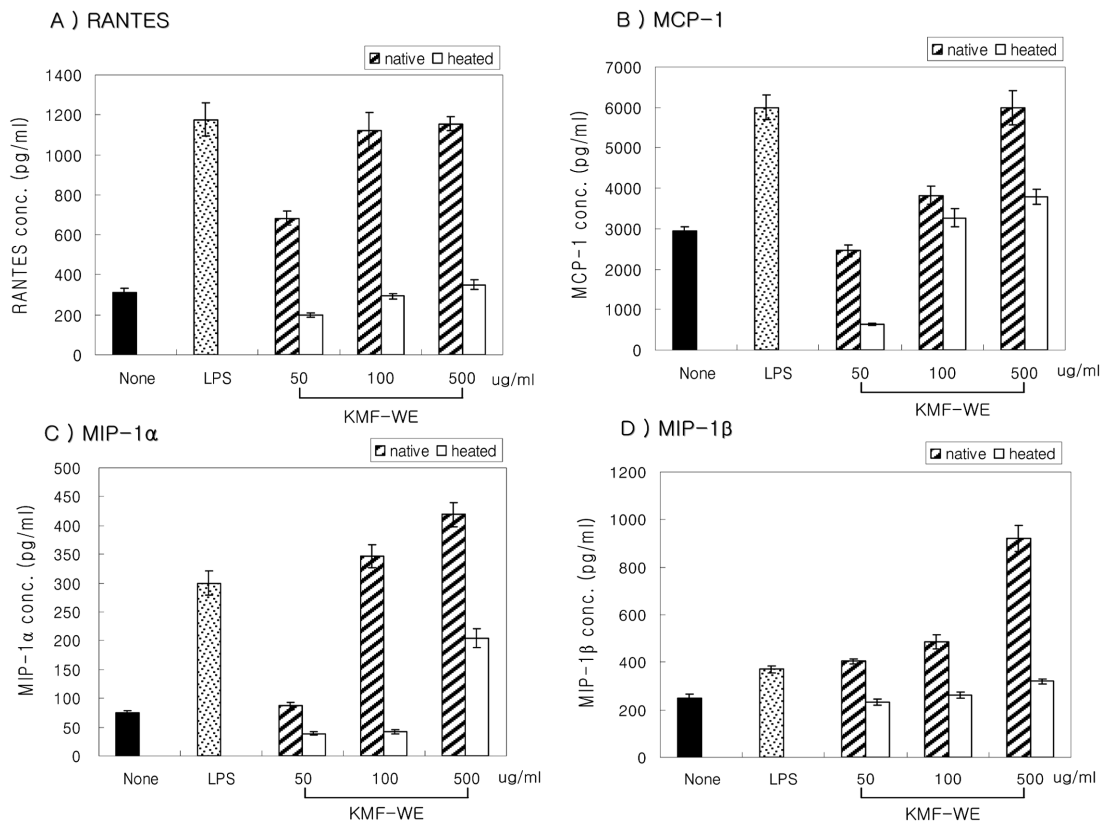 A ) RANTES
native heated
RANTES conc. (pg/ml)
1400
1200
1000
800
600
400
200
0
None LPS 50 100 500 ug/ml
KMF-WE
B ) MCP-1
native heated
MCP-1 conc. (pg/ml)
7000
6000
5000
4000
3000
2000
1000
0
None LPS 50 100 500 ug/ml
KMF-WE
C ) MIP-1α
native heated
MIP-1α conc. (pg/ml)
500
450
400
350
300
250
200
150
100
50
0
None LPS 50 100 500 ug/ml
KMF-WE
D ) MIP-1β
native heated
MIP-1β conc. (pg/ml)
1200
1000
800
600
400
200
0
None LPS 50 100 500 ug/ml
KMF-WE